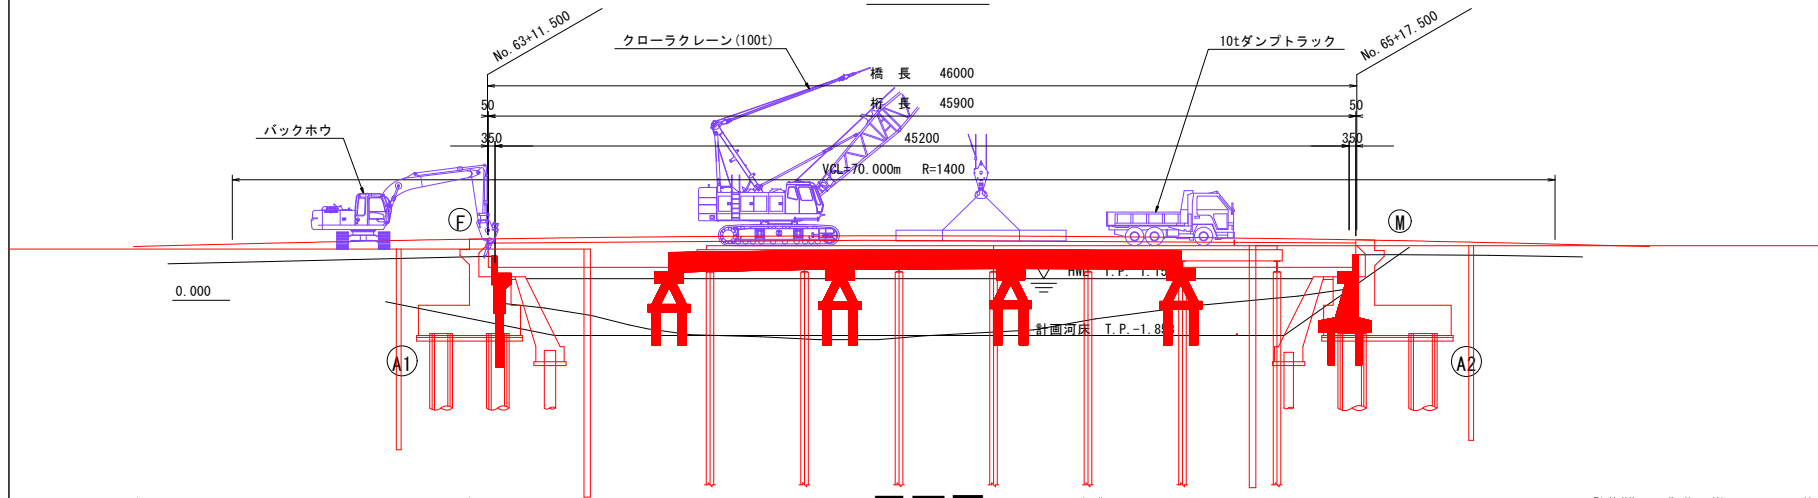 No.63+11.500
No.65+17.500
クローラクレーン(100t)
10tダンプトラック
橋 長 46000
50
桁 長 45900
50
バックホウ
350
45200
350
VCL=70.000m R=1400
F
M
HWL T.P. 1.15
0.000
計画河床 T.P.-1.85
A1
A2